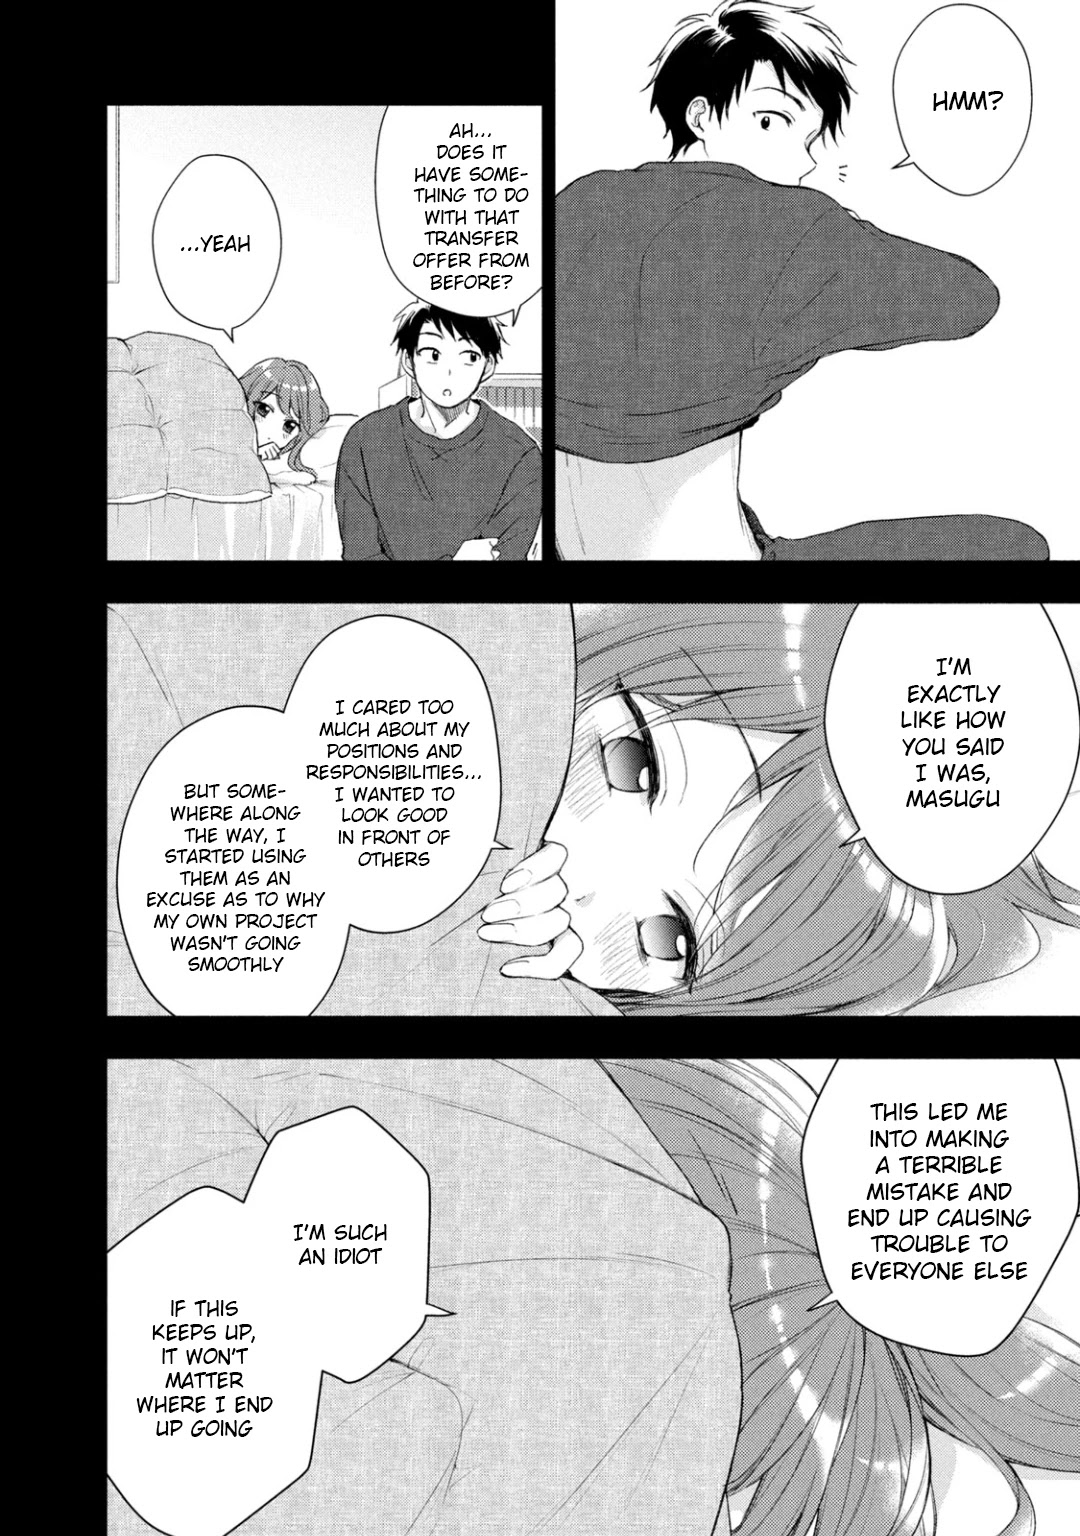 HMM?
AH...
DOES IT
HAVE SOME-
THING TO DO
WITH THAT
TRANSFER
OFFER FROM
BEFORE?
...YEAH
I'M
EXACTLY
LIKE HOW
YOU SAID
I WAS,
MASUGU
I CARED TOO
MUCH ABOUT MY
POSITIONS AND
RESPONSIBILITIES...
I WANTED TO
LOOK GOOD
IN FRONT OF
OTHERS
BUT SOME-
WHERE ALONG
THE WAY, I
STARTED USING
THEM AS AN
EXCUSE AS TO WHY
MY OWN PROJECT
WASN'T GOING
SMOOTHLY
THIS LED ME
INTO MAKING
A TERRIBLE
MISTAKE AND
END UP CAUSING
TROUBLE TO
EVERYONE ELSE
I'M SUCH
AN IDIOT
IF THIS
KEEPS UP,
IT WON'T
MATTER
WHERE I END
UP GOING